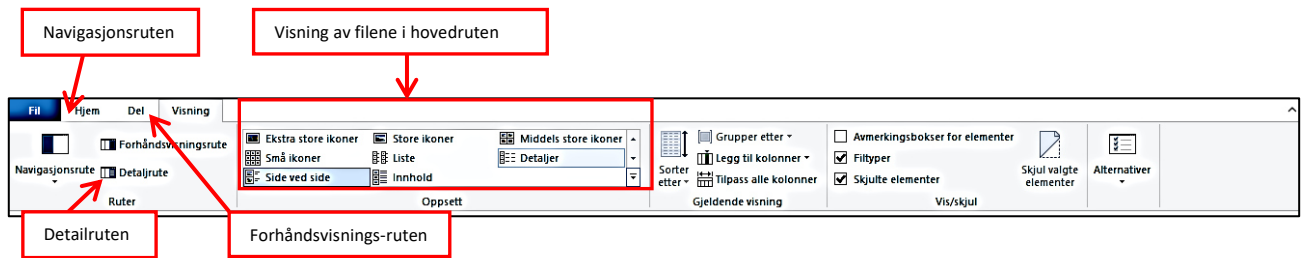 Navigasjonsruten
Visning av filene i hovedruten
Fil Hjem Del Visning
Ekstra store ikoner Store ikoner Middels store ikoner
Små ikoner Liste Detaljer
Side ved side Innhold
Navigasjonsrute
Forhåndsvisningsrute
Detaljrute
Sorter
etter
Grupper etter
Legg til kolonner
Tilpass alle kolonner
Avmerkingsbokser for elementer
Filtyper
Skjulte elementer
Skjul valgte
elementer
Alternativer
Ruter Oppsett Gjeldende visning Vis/skjul
Detailruten
Forhåndsvisnings-ruten